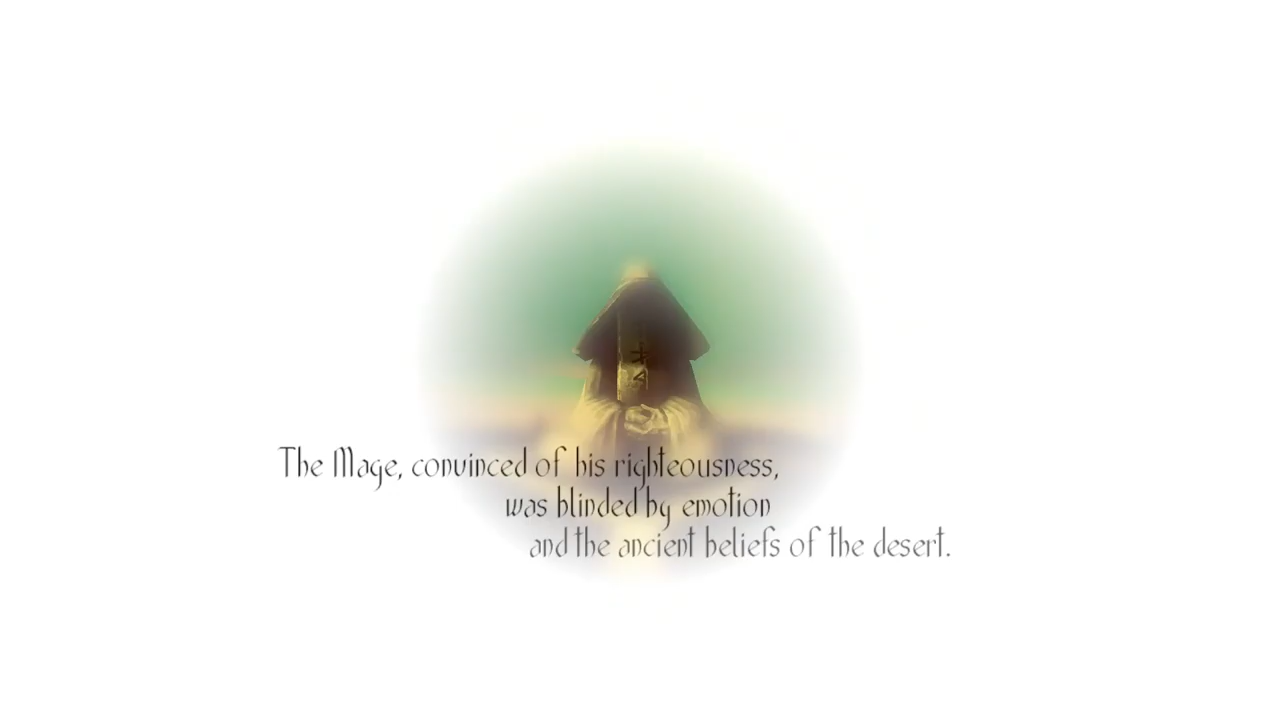 The Mage, convinced of his righteousness,
was blinded by emotion
and the ancient beliefs of the desert.